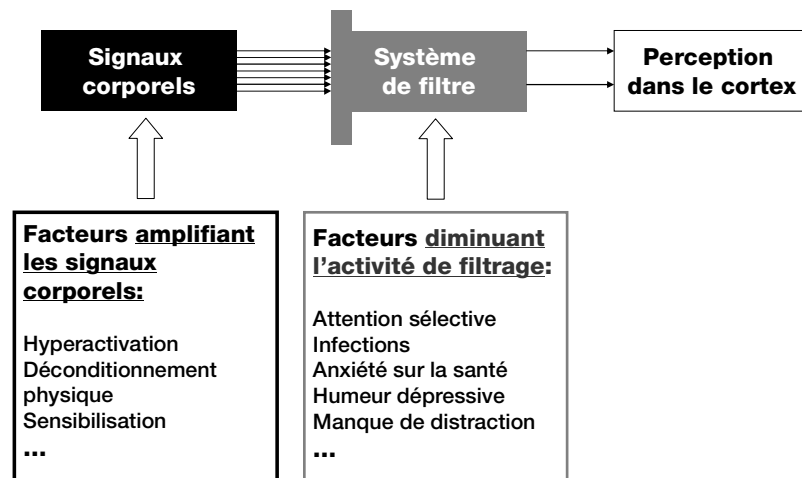 Signaux
corporels
Système
de filtre
Perception
dans le cortex
Facteurs amplifiant
les signaux
corporels:
Hyperactivation
Déconditionnement
physique
Sensibilisation
...
Facteurs diminuant
l’activité de filtrage:
Attention sélective
Infections
Anxiété sur la santé
Humeur dépressive
Manque de distraction
...